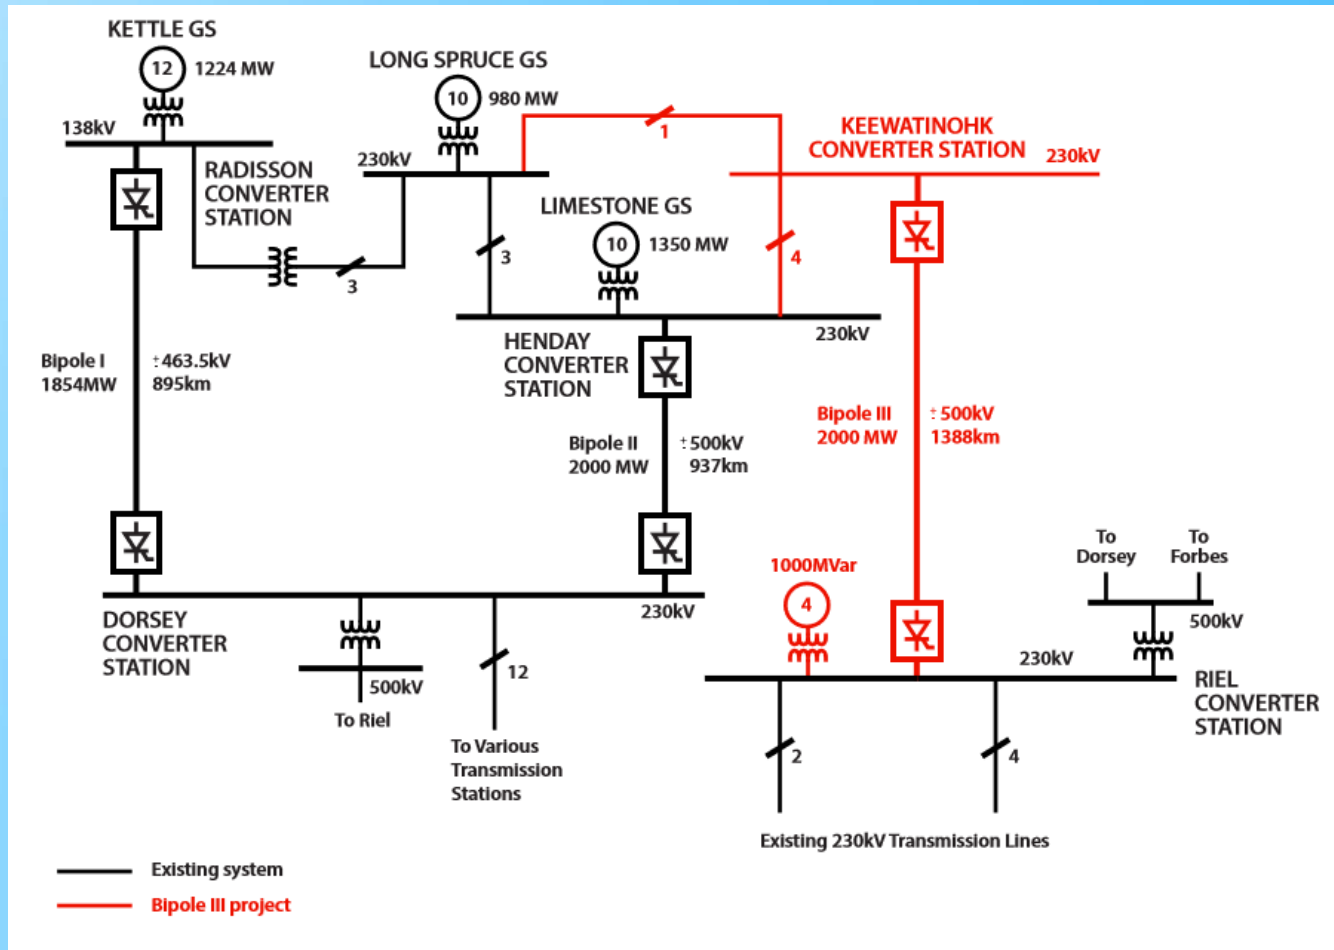 KETTLE GS
12
1224 MW
138kV
RADISSON
CONVERTER
STATION
3
LONG SPRUCE GS
10
980 MW
230kV
3
1
KEEWATINOHK
CONVERTER STATION
230kV
4
LIMESTONE GS
10
1350 MW
230kV
HENDAY
CONVERTER
STATION
Bipole I
1854MW
±463.5kV
895km
Bipole II
2000 MW
±500kV
937km
Bipole III
2000 MW
±500kV
1388km
DORSEY
CONVERTER
STATION
230kV
500kV
To Riel
12
To Various
Transmission
Stations
1000MVar
4
To
Dorsey
To
Forbes
500kV
230kV
RIEL
CONVERTER
STATION
2
4
Existing 230kV Transmission Lines
Existing system
Bipole III project